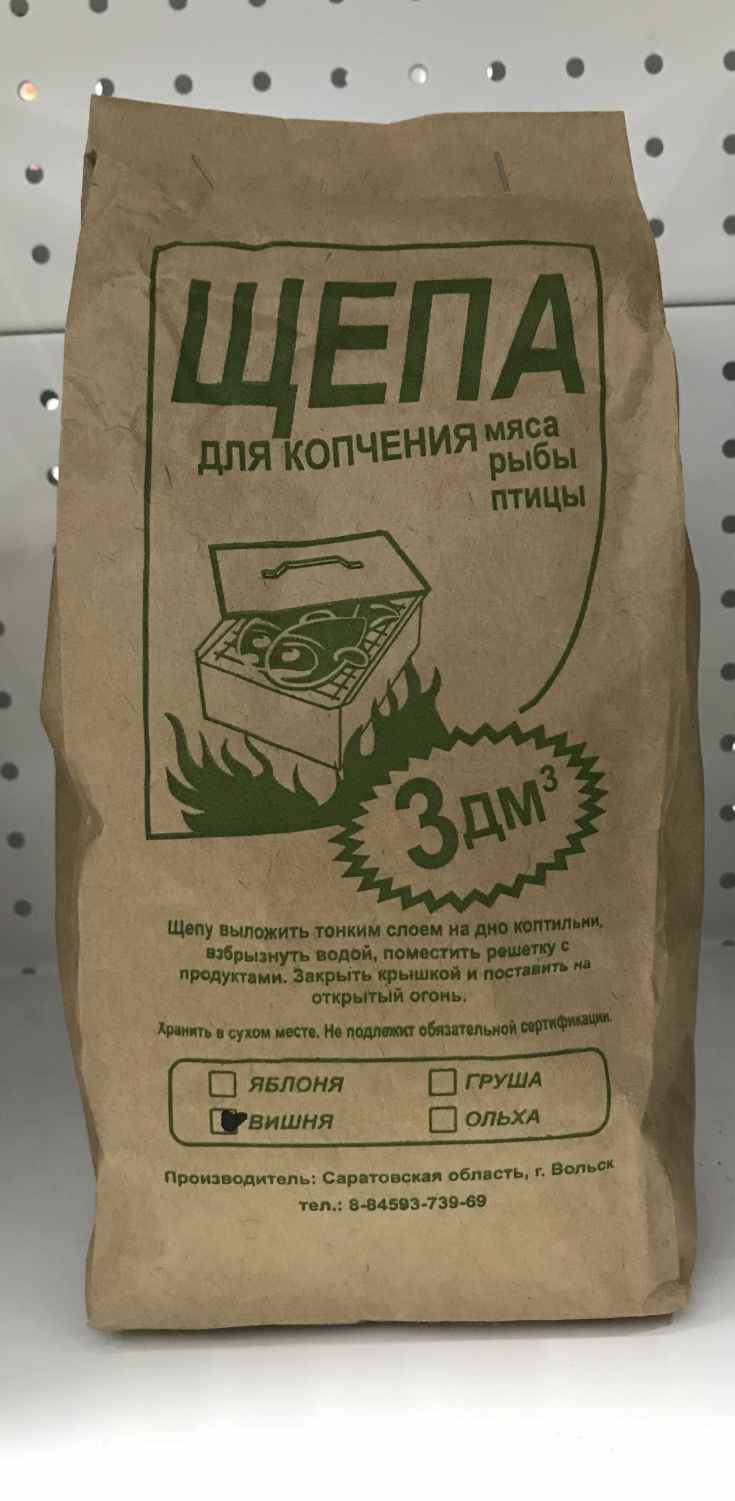 ЩЕПА
ДЛЯ КОПЧЕНИЯ мяса
рыбы
птицы
3дм³
Щепу выложить тонким слоем на дно коптильни,
взбрызнуть водой, поместить решетку с
продуктами. Закрыть крышкой и поставить на
открытый огонь.
Хранить в сухом месте. Не подлежит обязательной сертификации.
ЯБЛОНЯ
ГРУША
ВИШНЯ
ОЛЬХА
Производитель: Саратовская область, г. Вольск
тел.: 8-84593-739-69